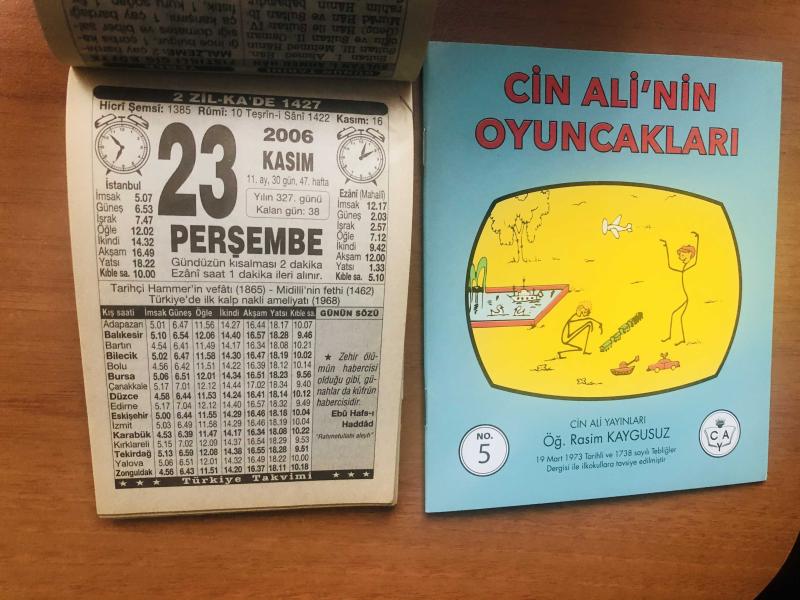 2 ZİL-KA'DE 1427
Hicrî Şemsî: 1385 Rûmî: 10 Teşrîn-i Sânî 1422 Kasım: 16
23
2006
KASIM
11. ay, 30 gün, 47. hafta
Yılın 327. günü
Kalan gün: 38
PERŞEMBE
Gündüzün kısalması 2 dakika
Ezânî saat 1 dakika ileri alınır.
İstanbul
İmsak 5.07
Güneş 6.53
İşrak 7.47
Öğle 12.02
İkindi 14.32
Akşam 16.49
Yatsı 18.22
Kıble sa. 10.00
Ezânî (Mahallî)
İmsak 12.17
Güneş 2.03
İsrak 2.57
Öğle 7.12
İkindi 9.42
Akşam 12.00
Yatsı 1.33
Kıble sa. 5.10
Tarihçi Hammer'in vefâtı (1865) - Midilli'nin fethi (1462)
Türkiye'de ilk kalp nakli ameliyatı (1968)
Kış saati İmsak Güneş Öğle İkindi Akşam Yatsı Kıble sa.
Adapazarı 5.01 6.47 11.56 14.27 16.44 18.17 10.07
Balıkesir 5.10 6.54 12.06 14.40 16.57 18.28 9.46
Bartın 4.54 6.41 11.49 14.17 16.34 18.08 10.21
Bilecik 5.02 6.47 11.58 14.30 16.47 18.19 10.02
Bolu 4.56 6.42 11.51 14.22 16.39 18.12 10.14
Bursa 5.06 6.51 12.01 14.34 16.51 18.23 9.56
Çanakkale 5.17 7.01 12.12 14.44 17.02 18.34 9.40
Düzce 4.58 6.44 11.53 14.24 16.41 18.14 10.12
Edirne 5.17 7.04 12.12 14.40 16.57 18.32 9.49
Eskişehir 5.00 6.44 11.55 14.29 16.46 18.18 10.04
İzmit 5.03 6.49 11.58 14.29 16.46 18.19 10.04
Karabük 4.53 6.39 11.47 14.17 16.34 18.08 10.22
Kırklareli 5.15 7.02 12.09 14.37 16.54 18.29 9.53
Tekirdağ 5.13 6.59 12.08 14.38 16.55 18.28 9.51
Yalova 5.06 6.51 12.01 14.32 16.49 18.22 10.00
Zonguldak 4.56 6.43 11.51 14.20 16.37 18.11 10.18
GÜNÜN SÖZÜ
★ Zehir ölü-
mün habercisi
olduğu gibi, gü-
nahlar da küfrün
habercisidir.
Ebû Hafs-ı
Haddâd
"Rahmetullahi aleyh"
★ ★ ★ Türkiye Takvimi ★ ★ ★
CİN ALİ'NİN
OYUNCAKLARI
CİN ALİ YAYINLARI
Öğ. Rasim KAYGUSUZ
19 Mart 1973 Tarihli ve 1738 sayılı Tebliğler
Dergisi ile ilkokullara tavsiye edilmiştir
NO.
5
C A Y